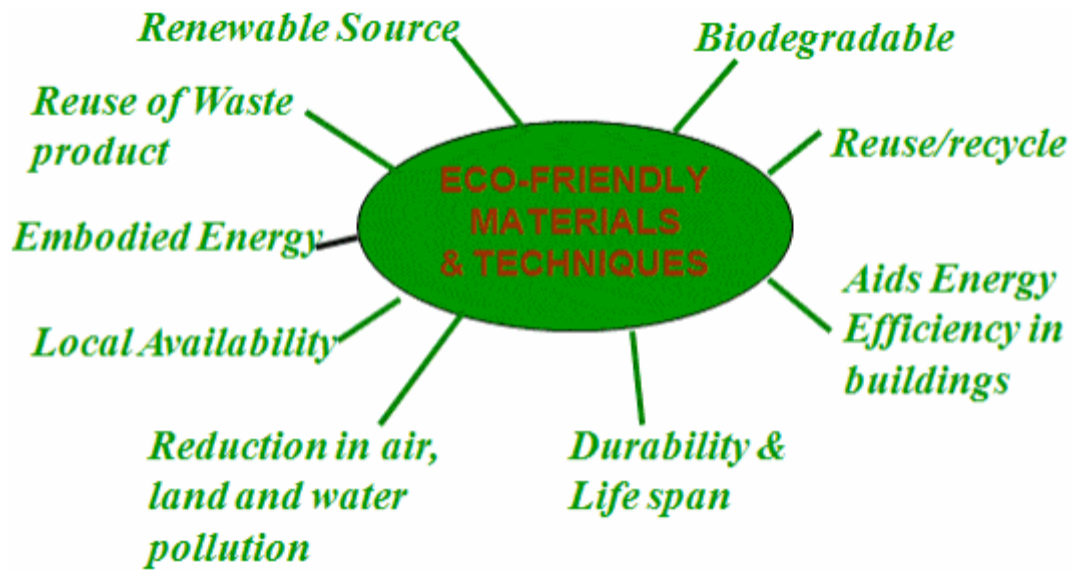 Renewable Source
Biodegradable
Reuse of Waste
product
Reuse/recycle
ECO-FRIENDLY
MATERIALS
& TECHNIQUES
Embodied Energy
Aids Energy
Efficiency in
buildings
Local Availability
Reduction in air,
land and water
pollution
Durability &
Life span